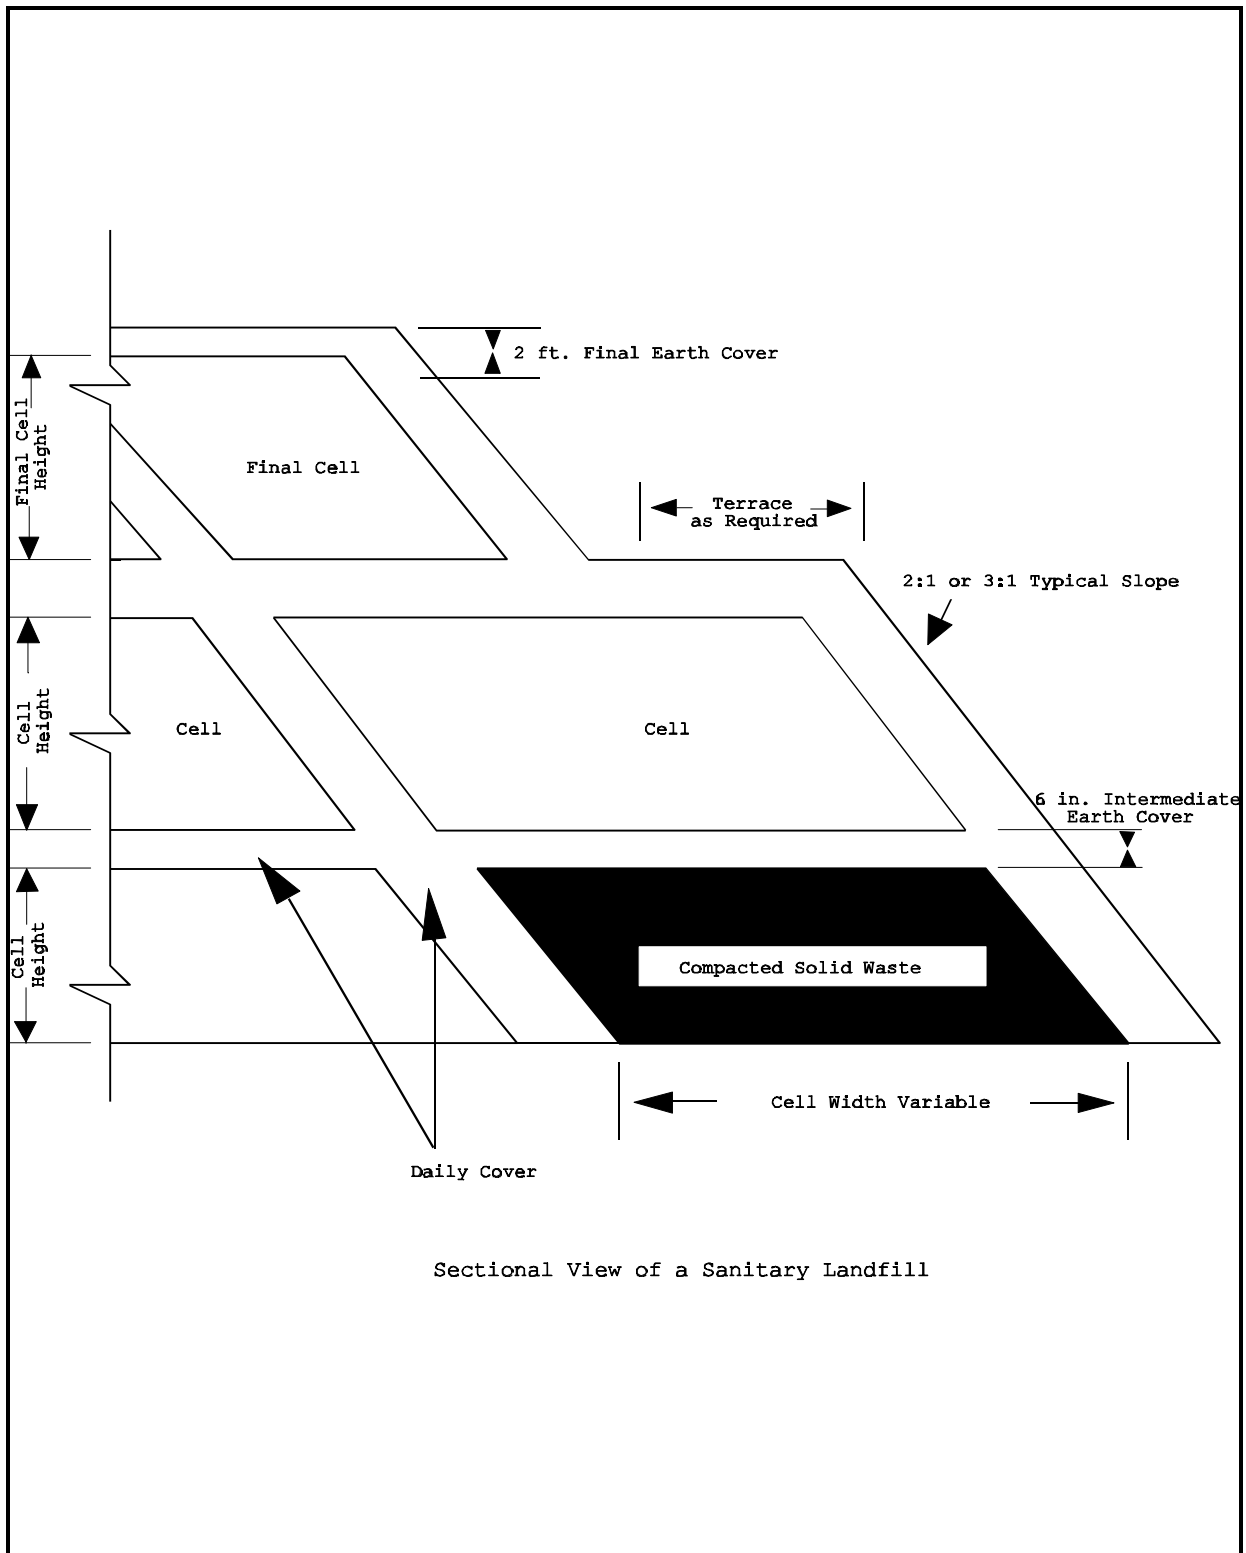 2 ft. Final Earth Cover
Final Cell
Height
Final Cell
Terrace
as Required
2:1 or 3:1 Typical Slope
Cell
Height
Cell
Cell
6 in. Intermediate
Earth Cover
Cell
Height
Compacted Solid Waste
Cell Width Variable
Daily Cover
Sectional View of a Sanitary Landfill